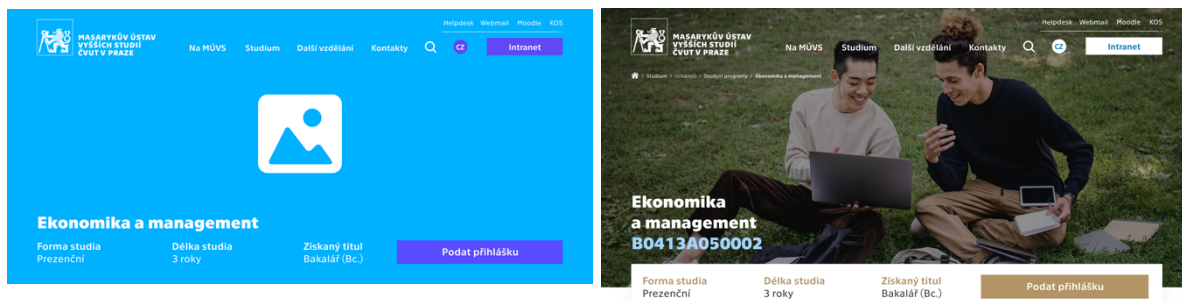 Helpdesk Webmail Moodle KOS
MASARYKŮV ÚSTAV
VYŠŠÍCH STUDIÍ
ČVUT V PRAZE
Na MÚVS Studium Další vzdělání Kontakty CZ Intranet
Ekonomika a management
Forma studia Délka studia Získaný titul
Prezenční 3 roky Bakalář (Bc.)
Podat přihlášku
Helpdesk Webmail Moodle KOS
MASARYKŮV ÚSTAV
VYŠŠÍCH STUDIÍ
ČVUT V PRAZE
Na MÚVS Studium Další vzdělání Kontakty CZ Intranet
> Studium > Uchazeči > Studijní programy > Ekonomika a management
Ekonomika
a management
B0413A050002
Forma studia Délka studia Získaný titul
Prezenční 3 roky Bakalář (Bc.)
Podat přihlášku